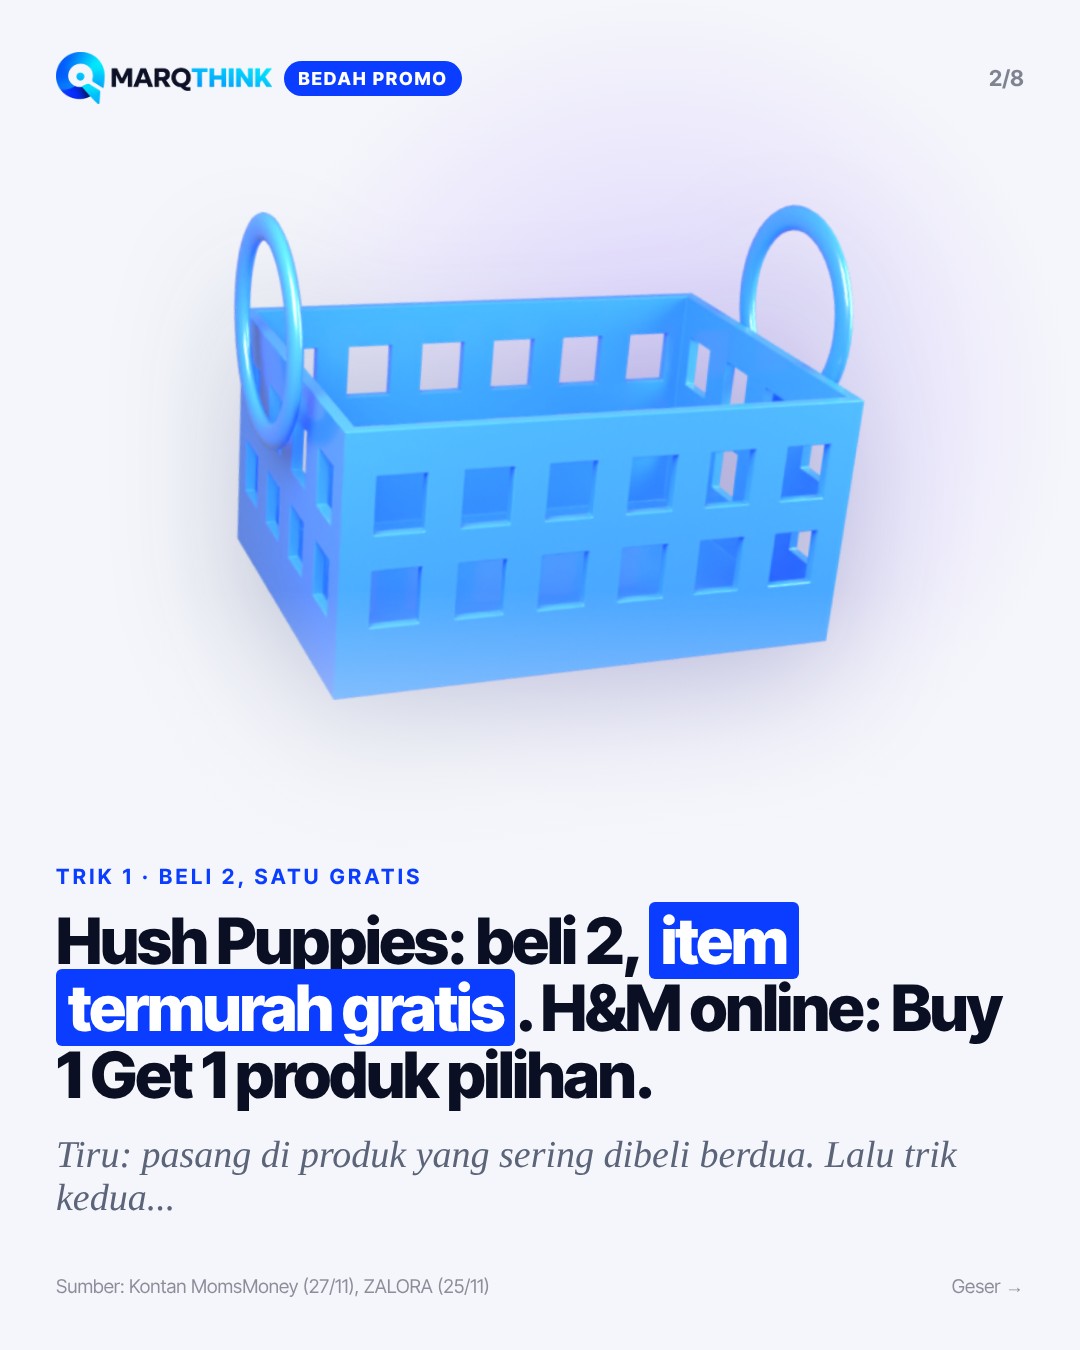 MARQTHINK
BEDAH PROMO
2/8
TRIK 1 · BELI 2, SATU GRATIS
Hush Puppies: beli 2, item
termurah gratis. H&M online: Buy
1 Get 1 produk pilihan.
Tiru: pasang di produk yang sering dibeli berdua. Lalu trik
kedua...
Sumber: Kontan MomsMoney (27/11), ZALORA (25/11)
Geser →